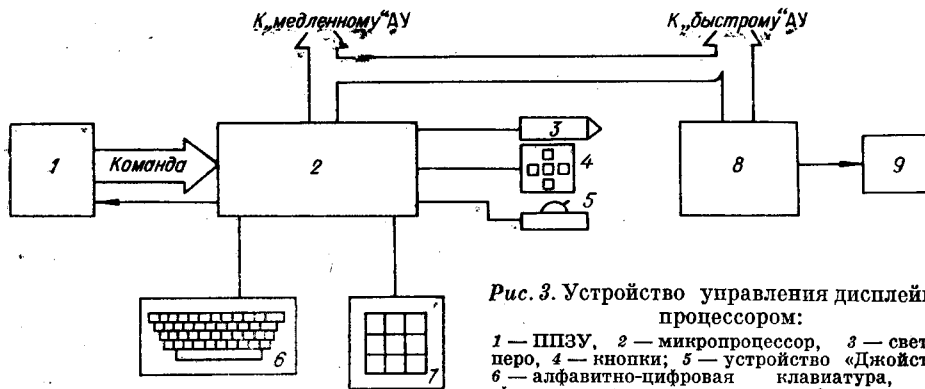 К „медленному“ ДУ
К „быстрому“ ДУ
1
Команда
2
3
4
5
8
9
6
7
Рис. 3. Устройство управления дисплейн
процессором:
1 — ППЗУ, 2 — микропроцессор, 3 — свет
перо, 4 — кнопки; 5 — устройство «Джойст
6 — алфавитно-цифровая клавиатура,